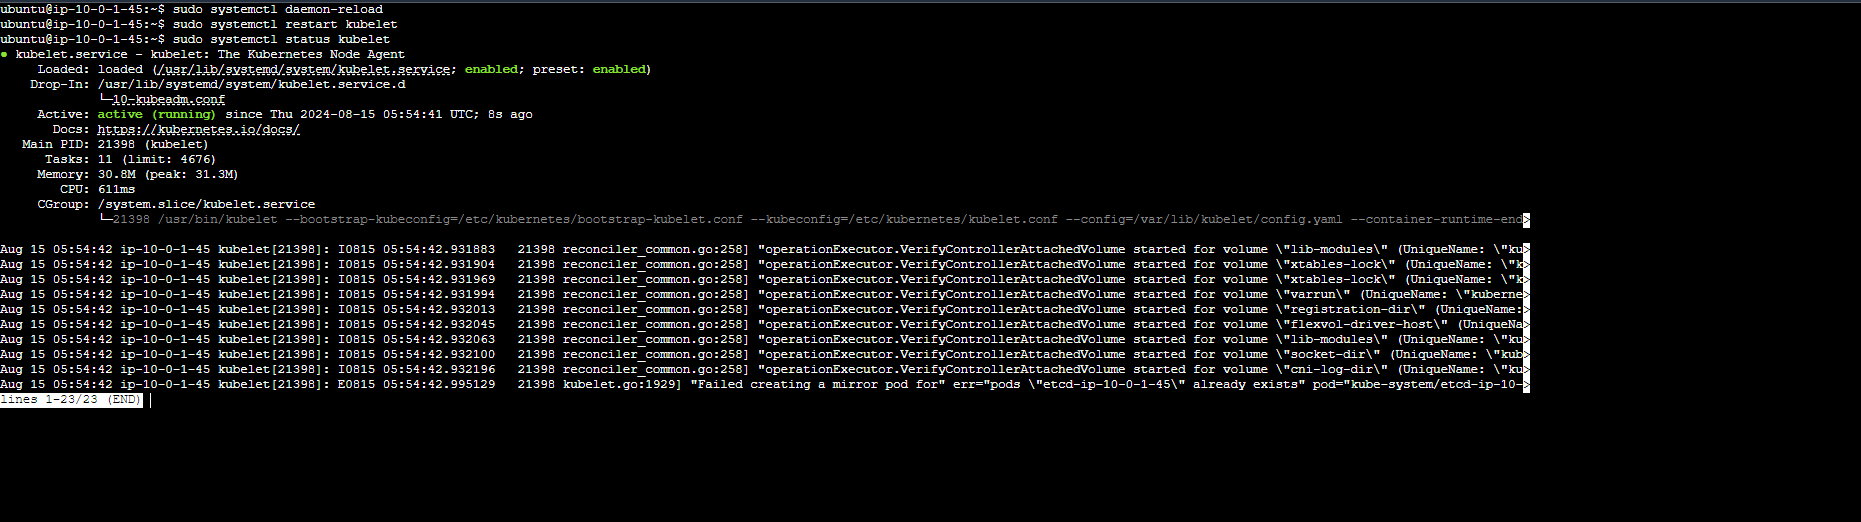 ubuntu@ip-10-0-1-45:~$ sudo systemctl daemon-reload
ubuntu@ip-10-0-1-45:~$ sudo systemctl restart kubelet
ubuntu@ip-10-0-1-45:~$ sudo systemctl status kubelet
● kubelet.service - kubelet: The Kubernetes Node Agent
     Loaded: loaded (/usr/lib/systemd/system/kubelet.service; enabled; preset: enabled)
    Drop-In: /usr/lib/systemd/system/kubelet.service.d
             └─10-kubeadm.conf
     Active: active (running) since Thu 2024-08-15 05:54:41 UTC; 8s ago
       Docs: https://kubernetes.io/docs/
   Main PID: 21398 (kubelet)
      Tasks: 11 (limit: 4676)
     Memory: 30.8M (peak: 31.3M)
        CPU: 611ms
     CGroup: /system.slice/kubelet.service
             └─21398 /usr/bin/kubelet --bootstrap-kubeconfig=/etc/kubernetes/bootstrap-kubelet.conf --kubeconfig=/etc/kubernetes/kubelet.conf --config=/var/lib/kubelet/config.yaml --container-runtime-end>
Aug 15 05:54:42 ip-10-0-1-45 kubelet[21398]: I0815 05:54:42.931883   21398 reconciler_common.go:258] "operationExecutor.VerifyControllerAttachedVolume started for volume \"lib-modules\" (UniqueName: \"ku>
Aug 15 05:54:42 ip-10-0-1-45 kubelet[21398]: I0815 05:54:42.931904   21398 reconciler_common.go:258] "operationExecutor.VerifyControllerAttachedVolume started for volume \"xtables-lock\" (UniqueName: \"k>
Aug 15 05:54:42 ip-10-0-1-45 kubelet[21398]: I0815 05:54:42.931969   21398 reconciler_common.go:258] "operationExecutor.VerifyControllerAttachedVolume started for volume \"xtables-lock\" (UniqueName: \"k>
Aug 15 05:54:42 ip-10-0-1-45 kubelet[21398]: I0815 05:54:42.931994   21398 reconciler_common.go:258] "operationExecutor.VerifyControllerAttachedVolume started for volume \"varrun\" (UniqueName: \"kuberne>
Aug 15 05:54:42 ip-10-0-1-45 kubelet[21398]: I0815 05:54:42.932013   21398 reconciler_common.go:258] "operationExecutor.VerifyControllerAttachedVolume started for volume \"registration-dir\" (UniqueName:>
Aug 15 05:54:42 ip-10-0-1-45 kubelet[21398]: I0815 05:54:42.932045   21398 reconciler_common.go:258] "operationExecutor.VerifyControllerAttachedVolume started for volume \"flexvol-driver-host\" (UniqueNa>
Aug 15 05:54:42 ip-10-0-1-45 kubelet[21398]: I0815 05:54:42.932063   21398 reconciler_common.go:258] "operationExecutor.VerifyControllerAttachedVolume started for volume \"lib-modules\" (UniqueName: \"ku>
Aug 15 05:54:42 ip-10-0-1-45 kubelet[21398]: I0815 05:54:42.932100   21398 reconciler_common.go:258] "operationExecutor.VerifyControllerAttachedVolume started for volume \"socket-dir\" (UniqueName: \"kub>
Aug 15 05:54:42 ip-10-0-1-45 kubelet[21398]: I0815 05:54:42.932196   21398 reconciler_common.go:258] "operationExecutor.VerifyControllerAttachedVolume started for volume \"cni-log-dir\" (UniqueName: \"ku>
Aug 15 05:54:42 ip-10-0-1-45 kubelet[21398]: E0815 05:54:42.995129   21398 kubelet.go:1929] "Failed creating a mirror pod for" err="pods \"etcd-ip-10-0-1-45\" already exists" pod="kube-system/etcd-ip-10->
lines 1-23/23 (END)